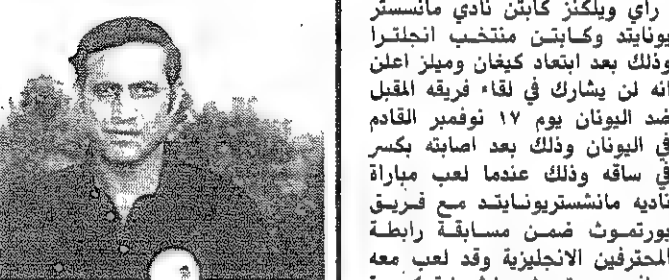 راي ويلكنز كابتن نادي مانشستر
يونايتد وكابتن منتخب انجلترا
وذلك بعد ابتعاد كيغان وميلز اعلن
انه لن يشارك في لقاء فريقه المقبل
ضد اليونان يوم ١٧ نوفمبر القادم
في اليونان وذلك بعد اصابته بكسر
في ساقه وذلك عندما لعب مباراة
ناديه مانشستريونايتد مع فريق
بورتموث ضمن مسابقة رابطة
المحترفين الانجليزية وقد لعب معه